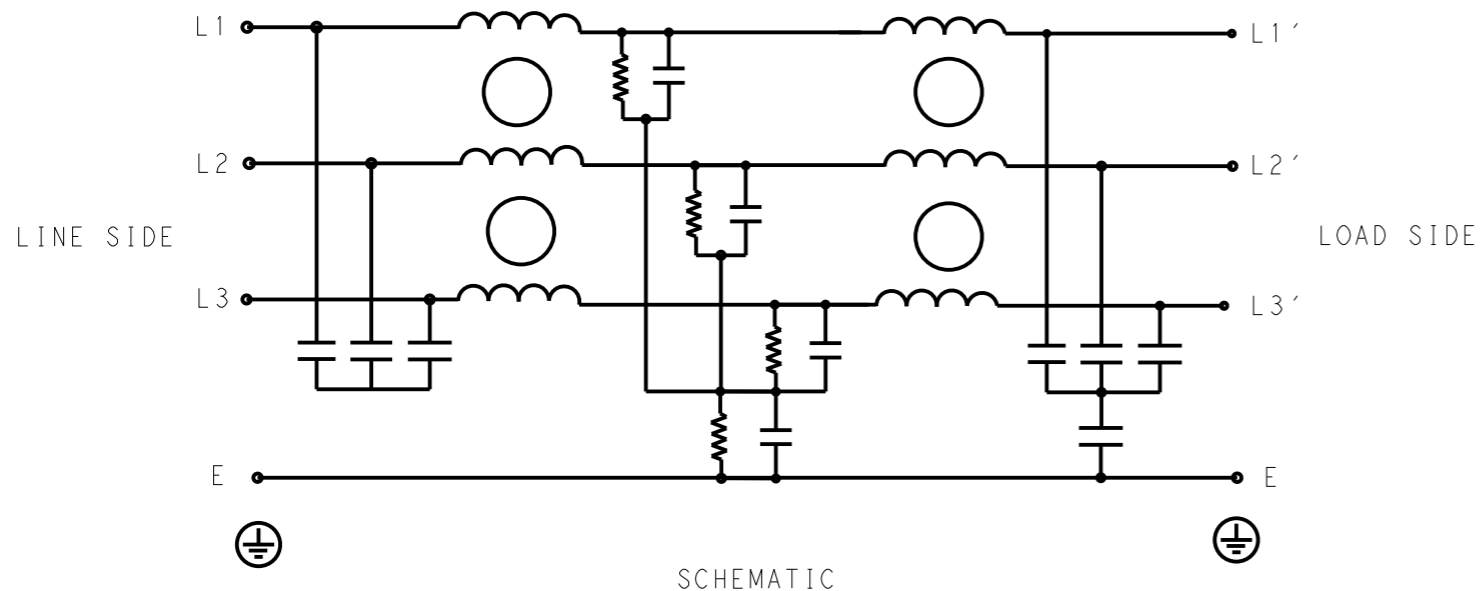 L1
L1´
L2
L2´
LINE SIDE
LOAD SIDE
L3
L3´
E
E
SCHEMATIC